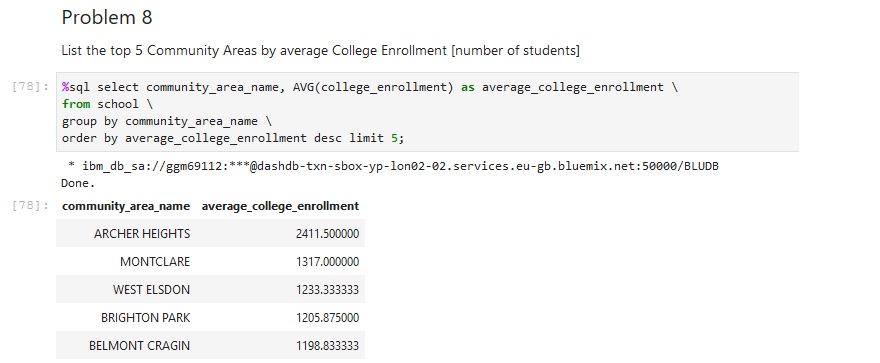 Problem 8
List the top 5 Community Areas by average College Enrollment [number of students]
[78]: %sql select community_area_name, AVG(college_enrollment) as average_college_enrollment \
from school \
group by community_area_name \
order by average_college_enrollment desc limit 5;
* ibm_db_sa://ggm69112:***@dashdb-txn-sbox-yp-lon02-02.services.eu-gb.bluemix.net:50000/BLUDB
Done.
[78]: community_area_name average_college_enrollment
ARCHER HEIGHTS 2411.500000
MONTCLARE 1317.000000
WEST ELSDON 1233.333333
BRIGHTON PARK 1205.875000
BELMONT CRAGIN 1198.833333